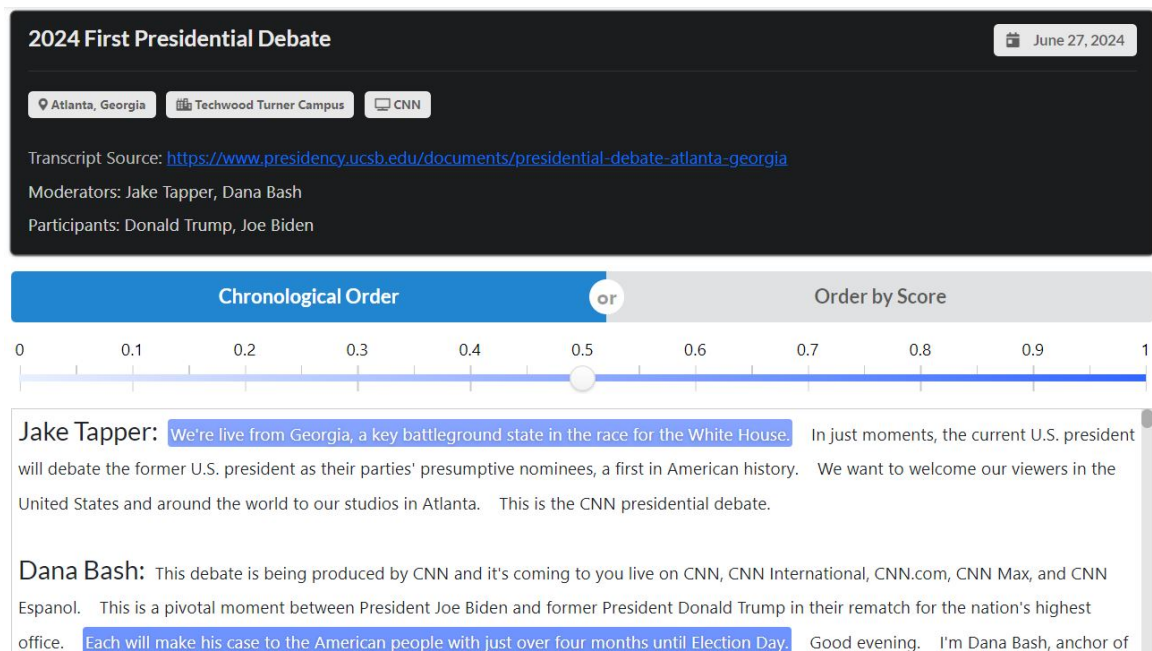 2024 First Presidential Debate
June 27, 2024
Atlanta, Georgia
Techwood Turner Campus
CNN
Transcript Source: https://www.presidency.ucsb.edu/documents/presidential-debate-atlanta-georgia
Moderators: Jake Tapper, Dana Bash
Participants: Donald Trump, Joe Biden
Chronological Order
or
Order by Score
0 0.1 0.2 0.3 0.4 0.5 0.6 0.7 0.8 0.9 1
Jake Tapper: We're live from Georgia, a key battleground state in the race for the White House. In just moments, the current U.S. president
will debate the former U.S. president as their parties' presumptive nominees, a first in American history. We want to welcome our viewers in the
United States and around the world to our studios in Atlanta. This is the CNN presidential debate.
Dana Bash: This debate is being produced by CNN and it's coming to you live on CNN, CNN International, CNN.com, CNN Max, and CNN
Espanol. This is a pivotal moment between President Joe Biden and former President Donald Trump in their rematch for the nation's highest
office. Each will make his case to the American people with just over four months until Election Day. Good evening. I'm Dana Bash, anchor of